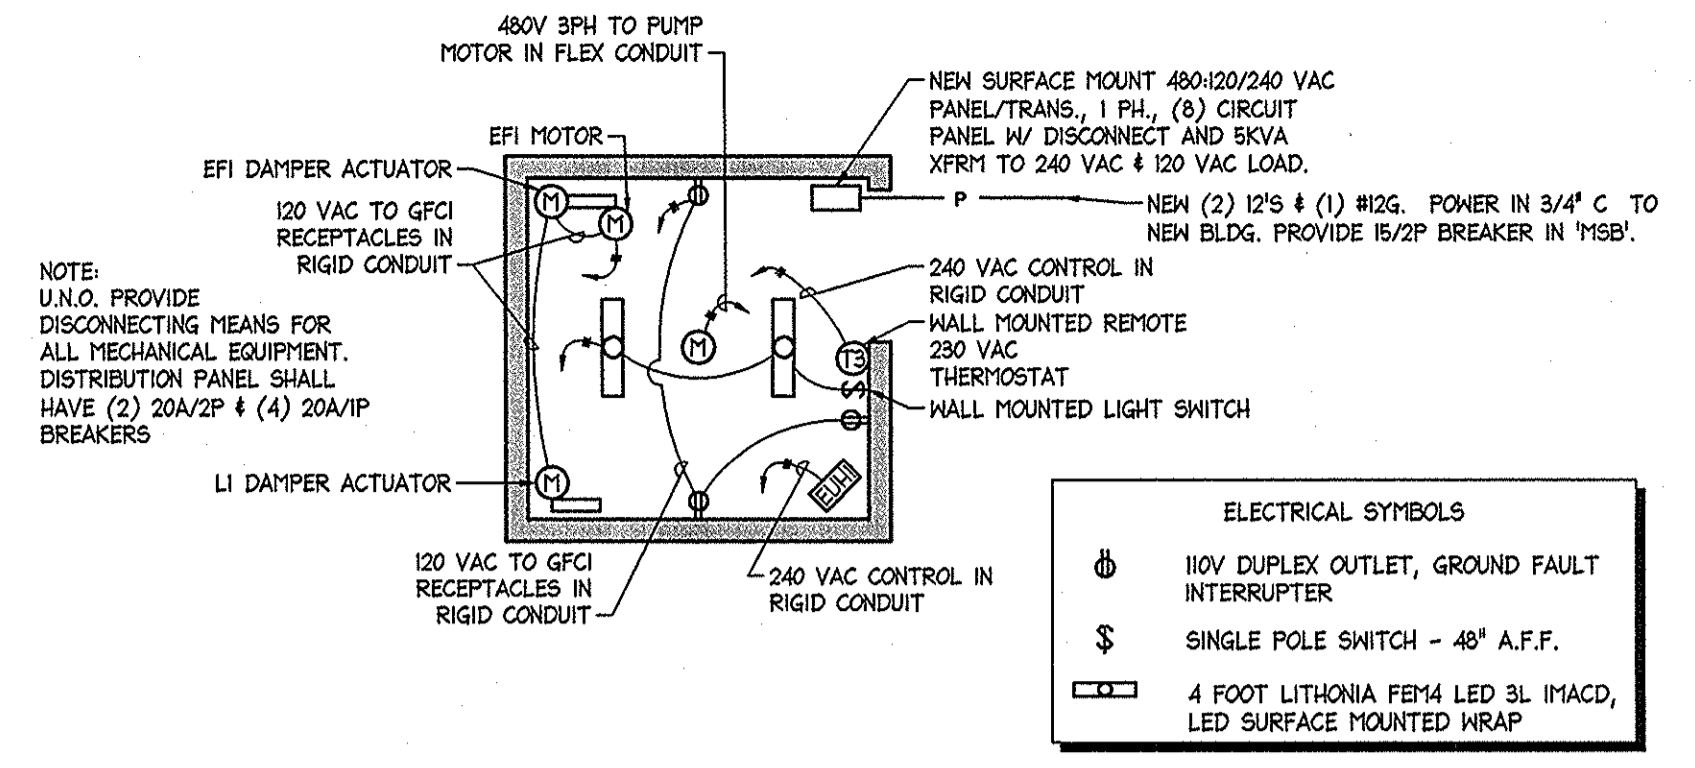 480V 3PH TO PUMP
MOTOR IN FLEX CONDUIT
NEW SURFACE MOUNT 480:120/240 VAC
PANEL/TRANS., 1 PH., (8) CIRCUIT
PANEL W/ DISCONNECT AND 5KVA
XFRM TO 240 VAC & 120 VAC LOAD.
EF1 MOTOR
EF1 DAMPER ACTUATOR
120 VAC TO GFCI
RECEPTACLES IN
RIGID CONDUIT
M
M
P
NEW (2) 12'S & (1) #12G. POWER IN 3/4" C TO
NEW BLDG. PROVIDE 15/2P BREAKER IN 'MSB'.
NOTE:
U.N.O. PROVIDE
DISCONNECTING MEANS FOR
ALL MECHANICAL EQUIPMENT.
DISTRIBUTION PANEL SHALL
HAVE (2) 20A/2P & (4) 20A/1P
BREAKERS
240 VAC CONTROL IN
RIGID CONDUIT
WALL MOUNTED REMOTE
230 VAC
THERMOSTAT
WALL MOUNTED LIGHT SWITCH
M
T3
$
L1 DAMPER ACTUATOR
M
EUH1
120 VAC TO GFCI
RECEPTACLES IN
RIGID CONDUIT
240 VAC CONTROL IN
RIGID CONDUIT
ELECTRICAL SYMBOLS
110V DUPLEX OUTLET, GROUND FAULT
INTERRUPTER
$ SINGLE POLE SWITCH - 48" A.F.F.
4 FOOT LITHONIA FEM4 LED 3L IMACD,
LED SURFACE MOUNTED WRAP